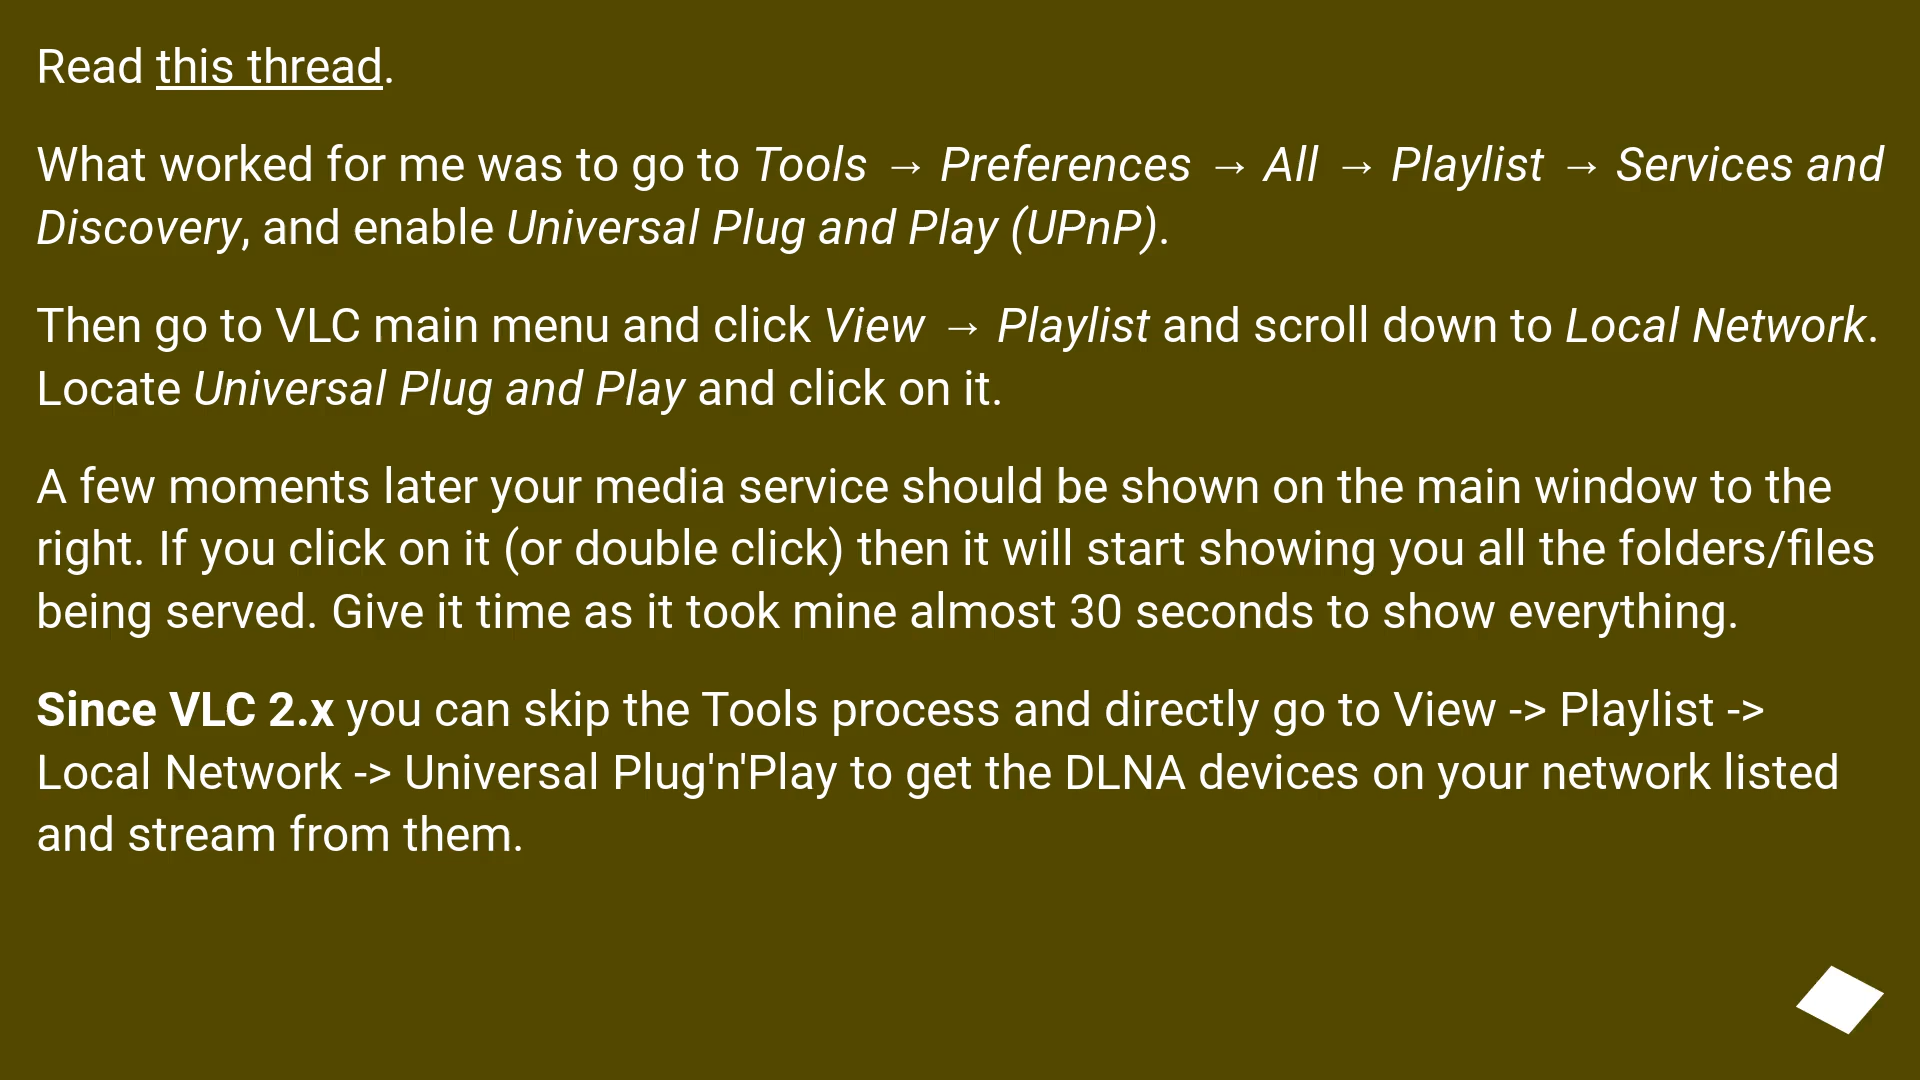 Read this thread.
What worked for me was to go to Tools → Preferences → All → Playlist → Services and
Discovery, and enable Universal Plug and Play (UPnP).
Then go to VLC main menu and click View → Playlist and scroll down to Local Network.
Locate Universal Plug and Play and click on it.
A few moments later your media service should be shown on the main window to the
right. If you click on it (or double click) then it will start showing you all the folders/files
being served. Give it time as it took mine almost 30 seconds to show everything.
Since VLC 2.x you can skip the Tools process and directly go to View -> Playlist ->
Local Network -> Universal Plug'n'Play to get the DLNA devices on your network listed
and stream from them.